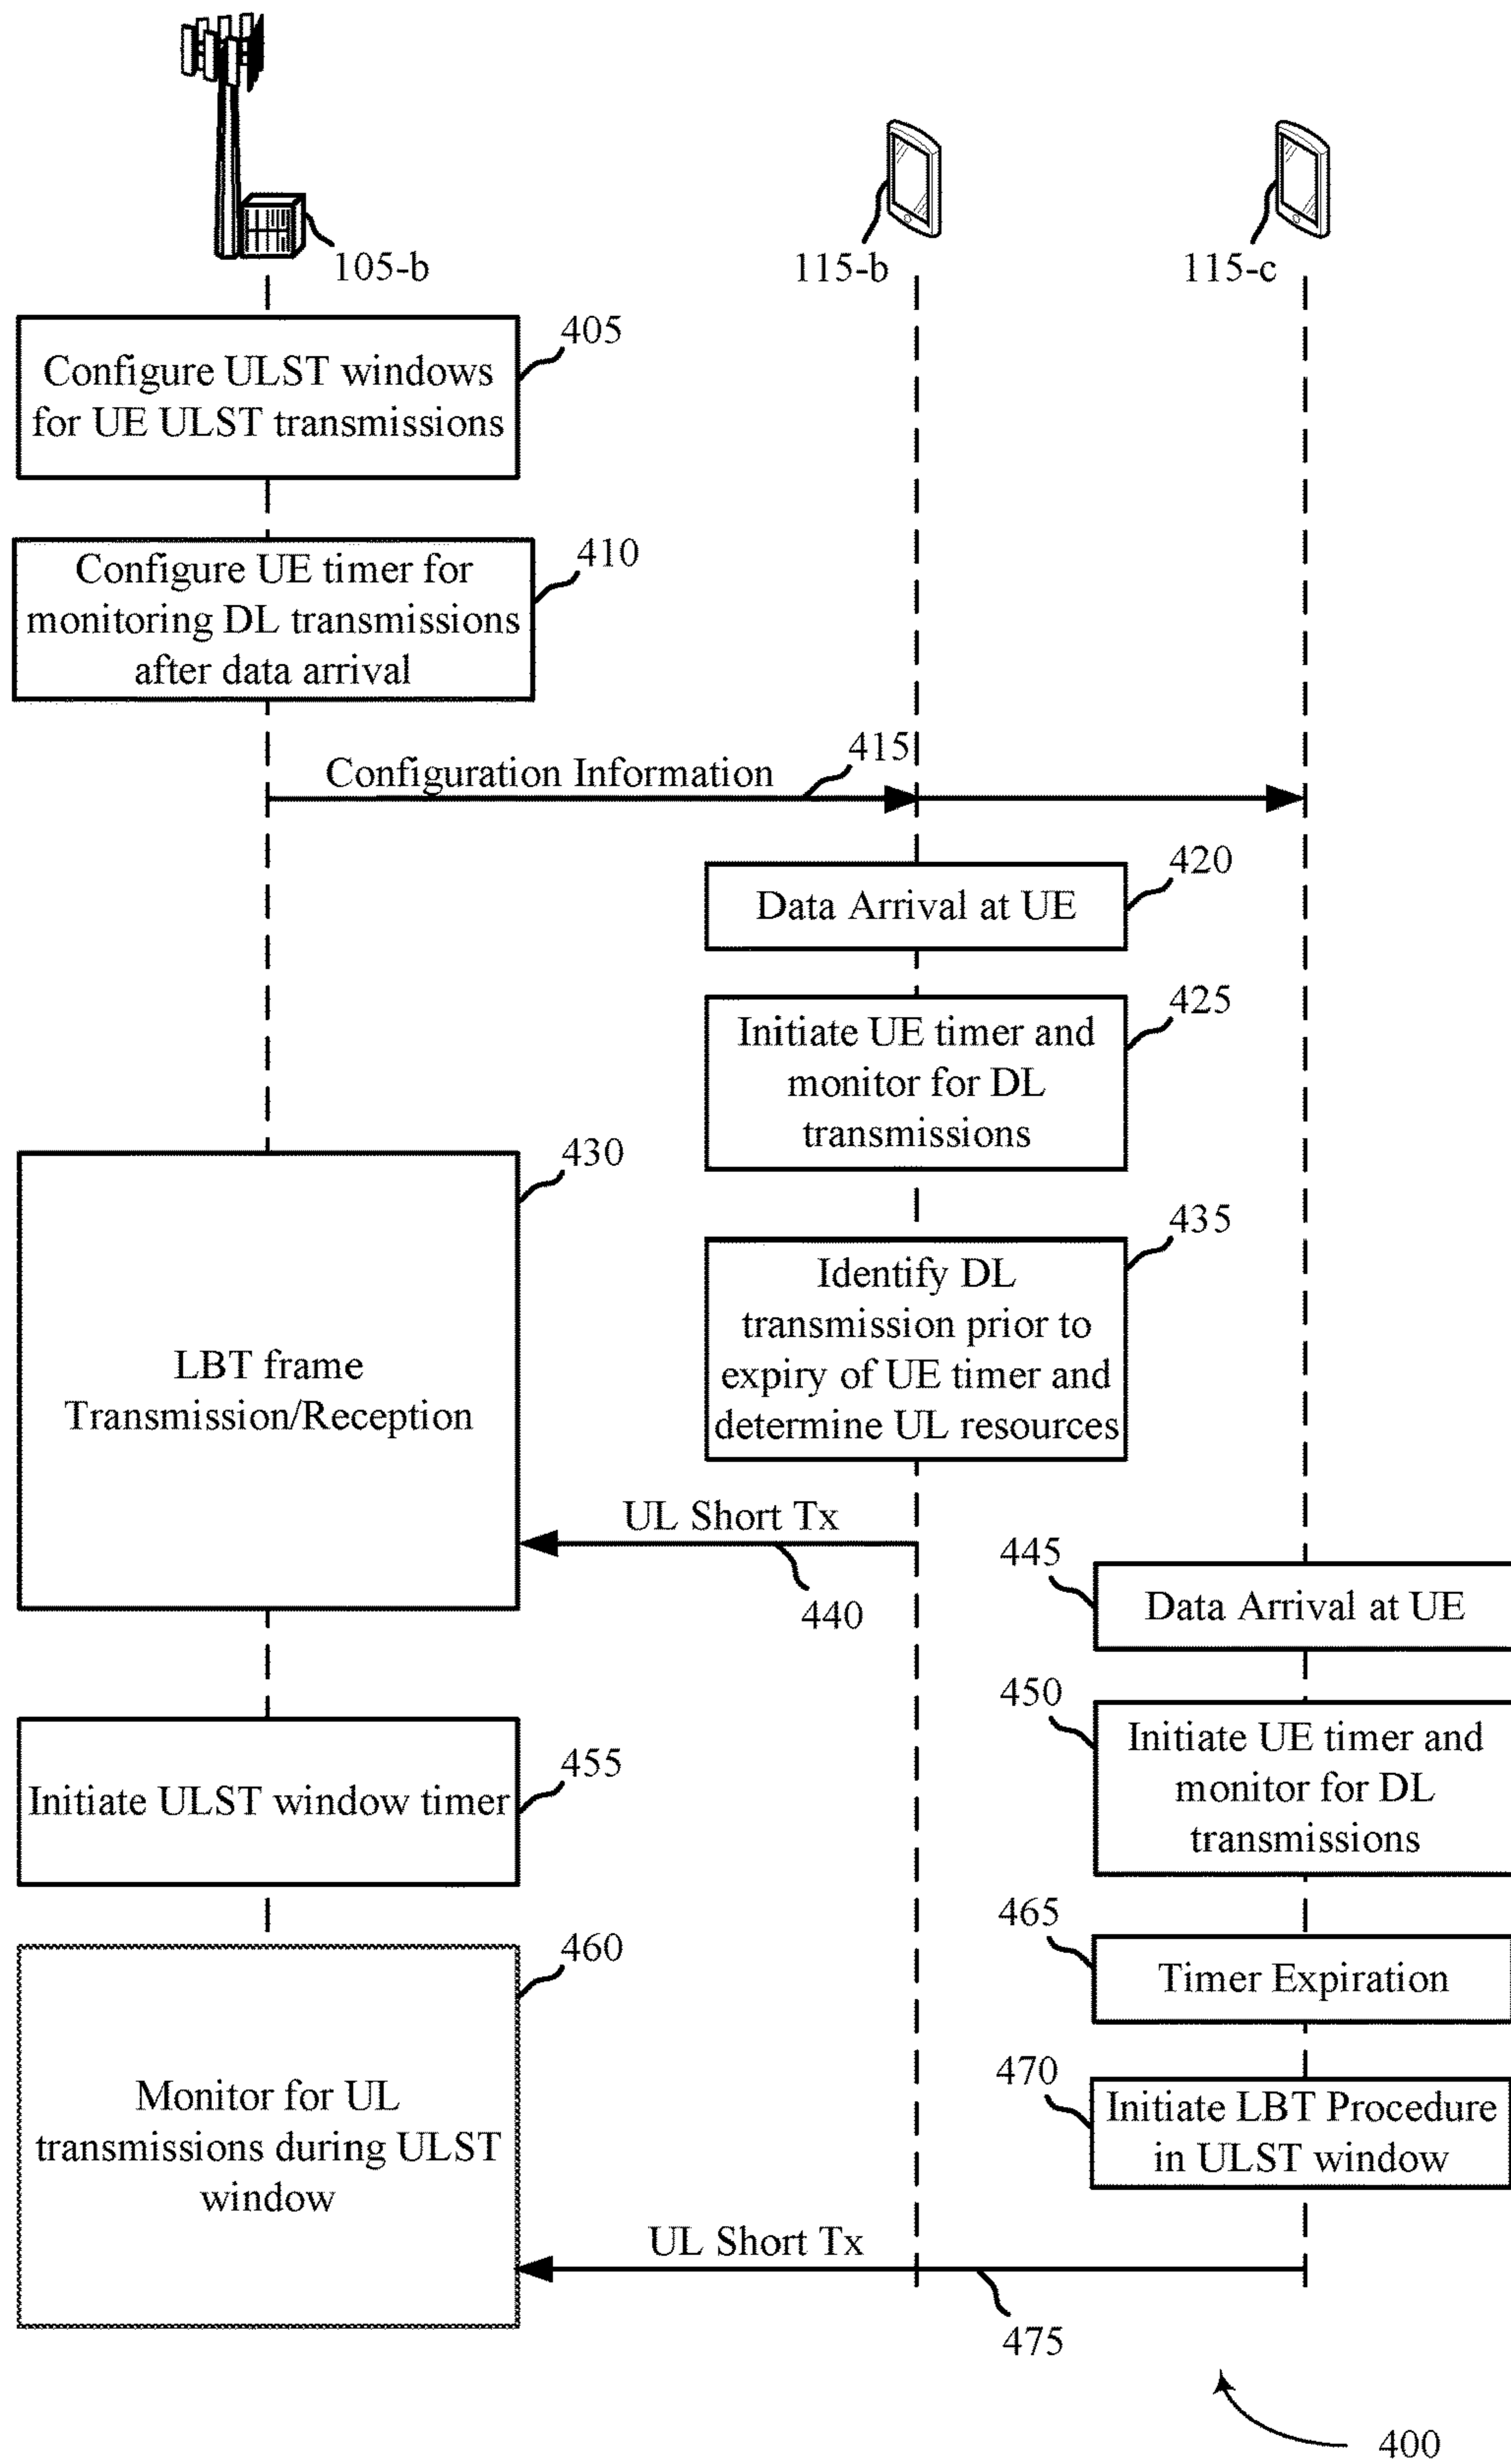 105-b
115-b
115-c
405
Configure ULST windows
for UE ULST transmissions
410
Configure UE timer for
monitoring DL transmissions
after data arrival
415
Configuration Information
420
Data Arrival at UE
425
Initiate UE timer and
monitor for DL
transmissions
430
LBT frame
Transmission/Reception
435
Identify DL
transmission prior to
expiry of UE timer and
determine UL resources
UL Short Tx
440
445
Data Arrival at UE
450
Initiate UE timer and
monitor for DL
transmissions
455
Initiate ULST window timer
460
Monitor for UL
transmissions during ULST
window
465
Timer Expiration
470
Initiate LBT Procedure
in ULST window
UL Short Tx
475
400